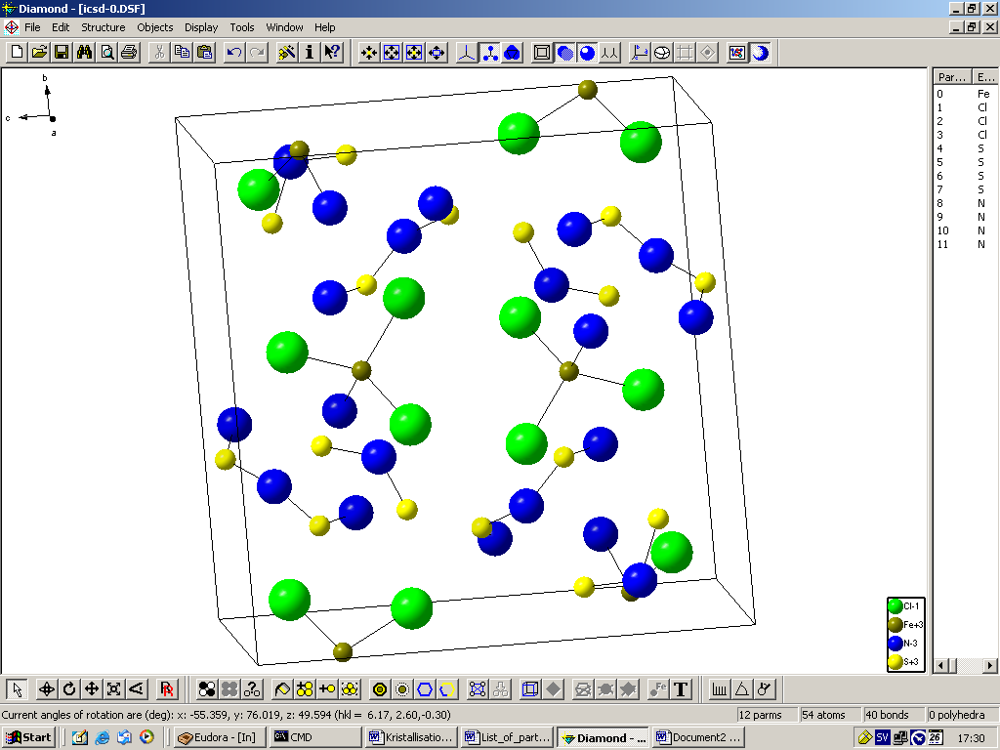 Diamond - [icsd-0.DSF]
File Edit Structure Objects Display Tools Window Help
b
c
a
Par... E...
0 Fe
1 Cl
2 Cl
3 Cl
4 S
5 S
6 S
7 S
8 N
9 N
10 N
11 N
Cl-1
Fe+3
N-3
S+3
Current angles of rotation are (deg): x: -55.359, y: 76.019, z: 49.594 (hkl = 6.17, 2.60,-0.30)
12 parms 54 atoms 40 bonds 0 polyhedra
Start Eudora - [In] CMD Kristallisatio... List_of_part... Diamond - ... Document2 ... SV 26 17:30